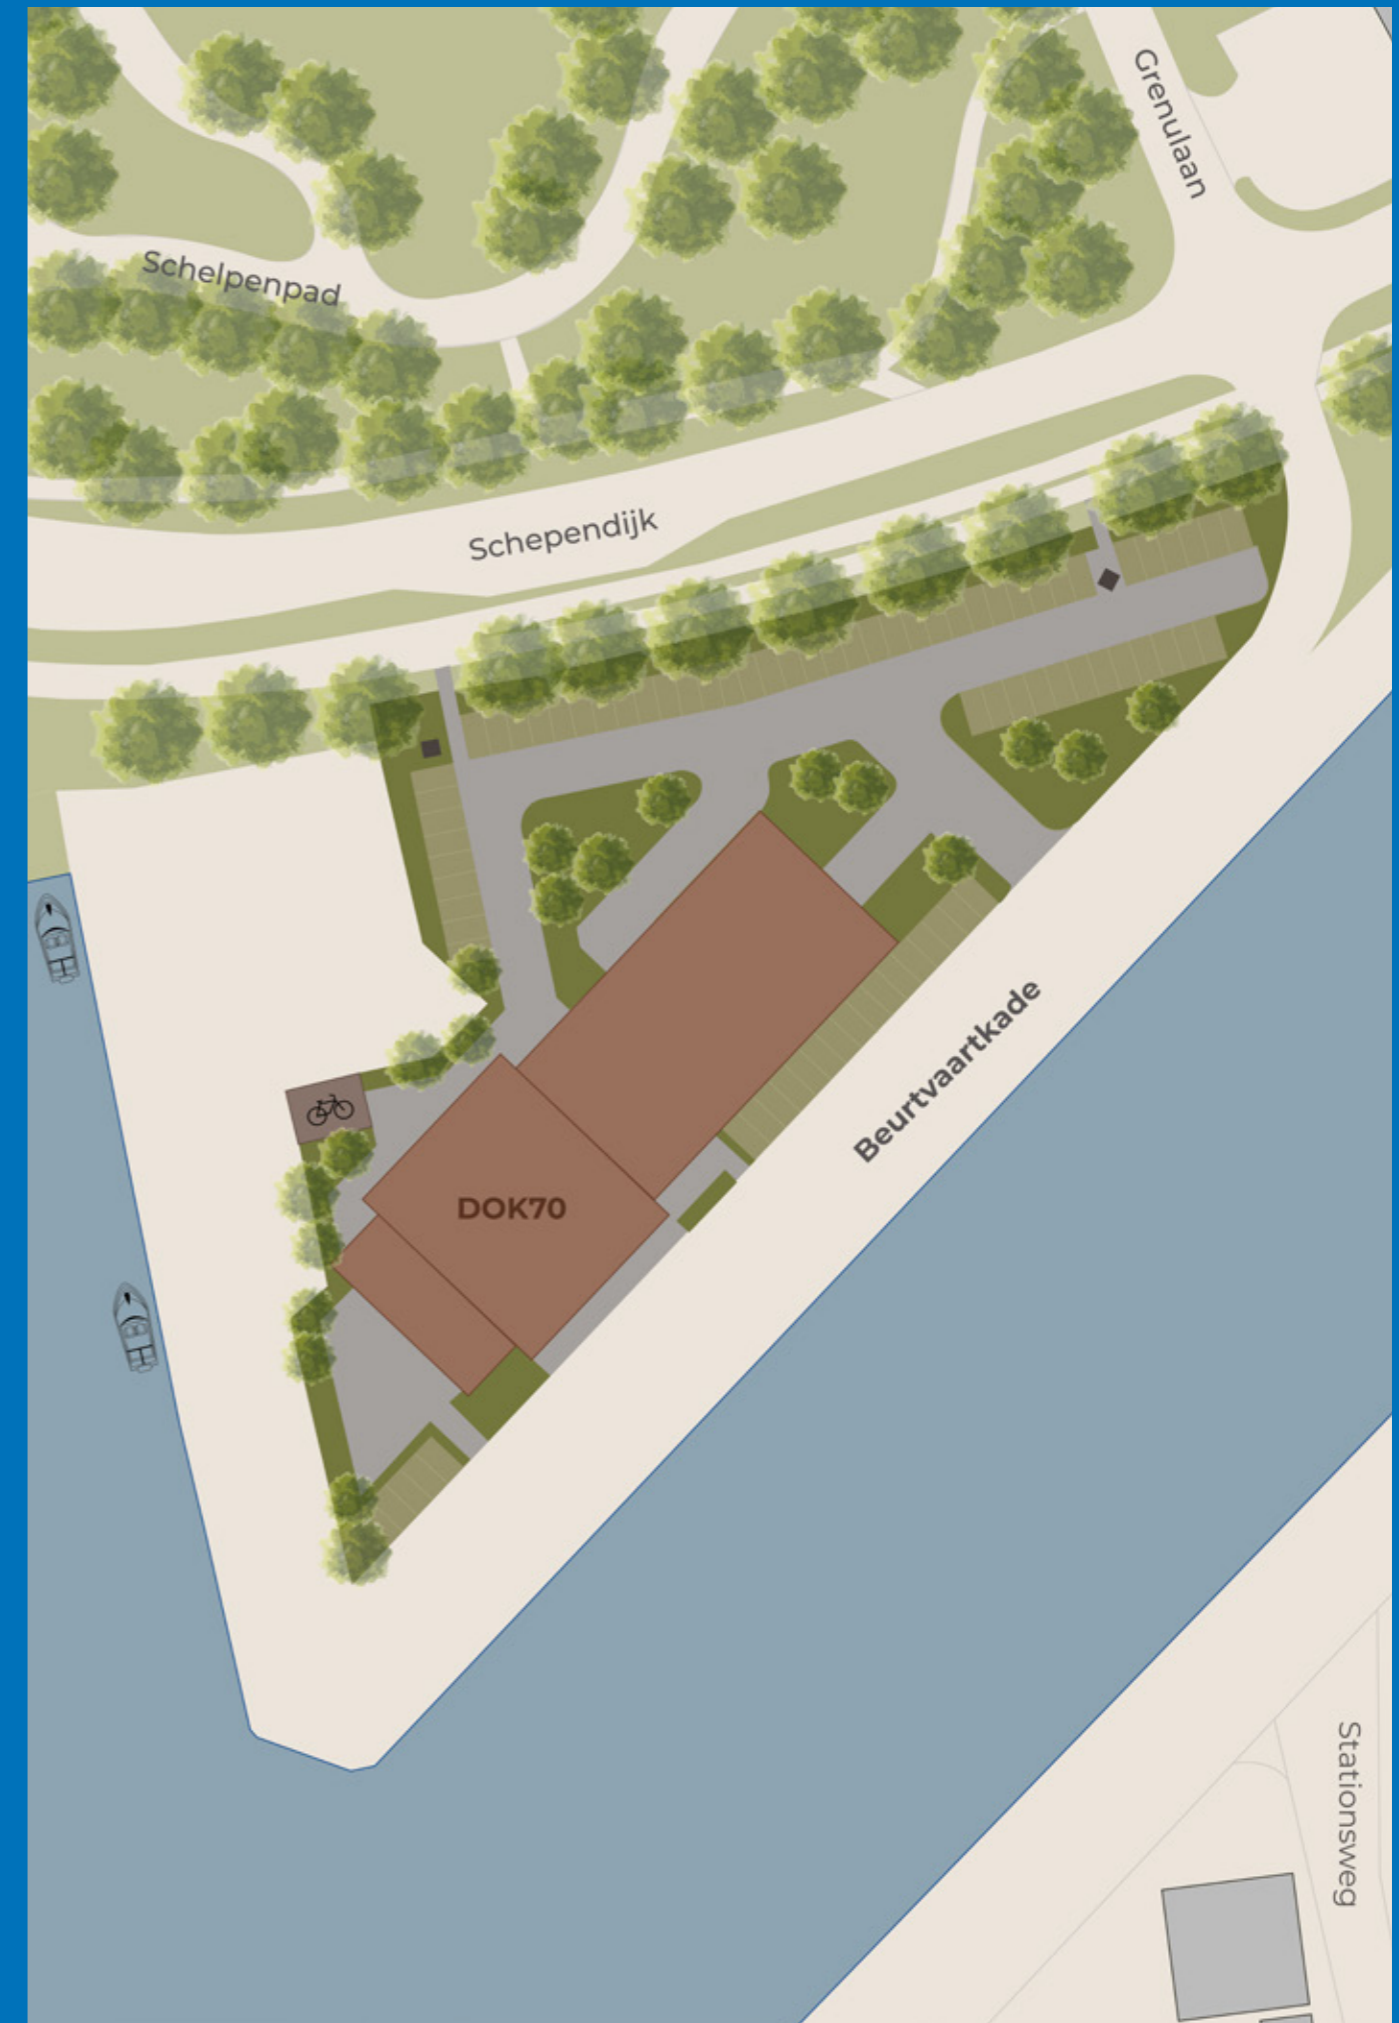 Grenulaan
Schelpenpad
Schependijk
Beurtvaartkade
DOK70
Stationsweg